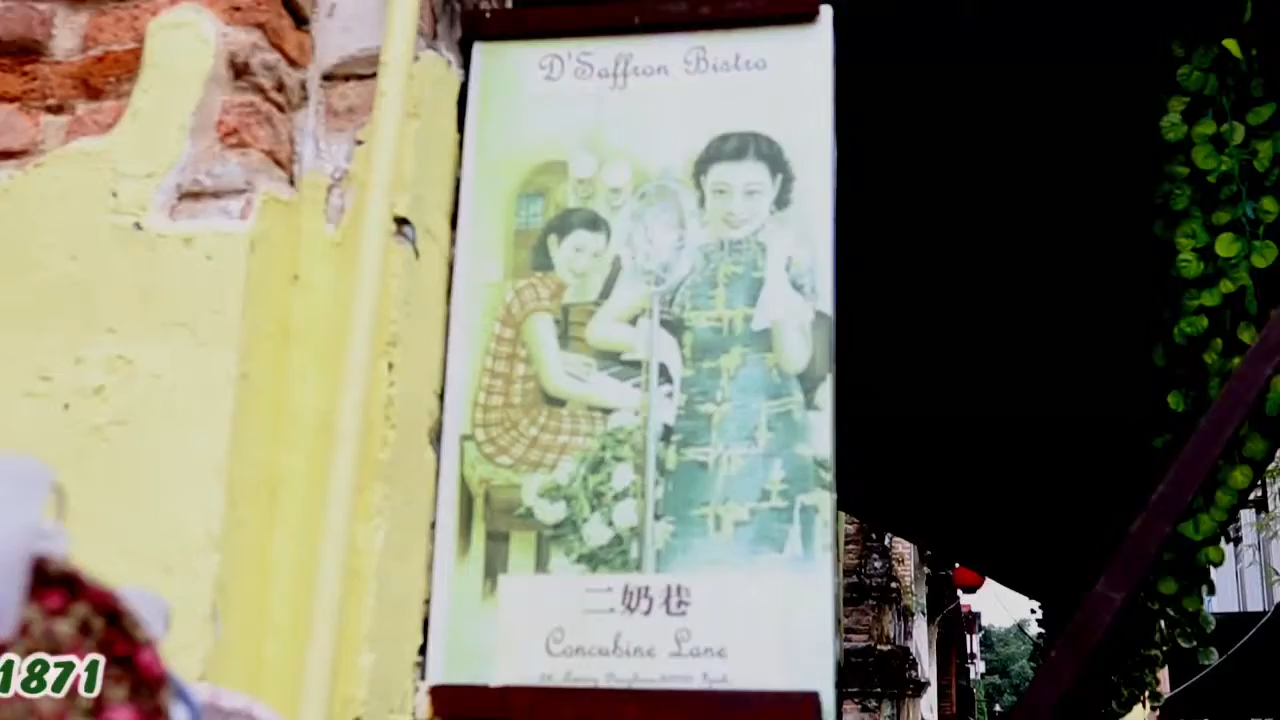 D'Saffron Bistro
二奶巷
Concubine Lane
1871